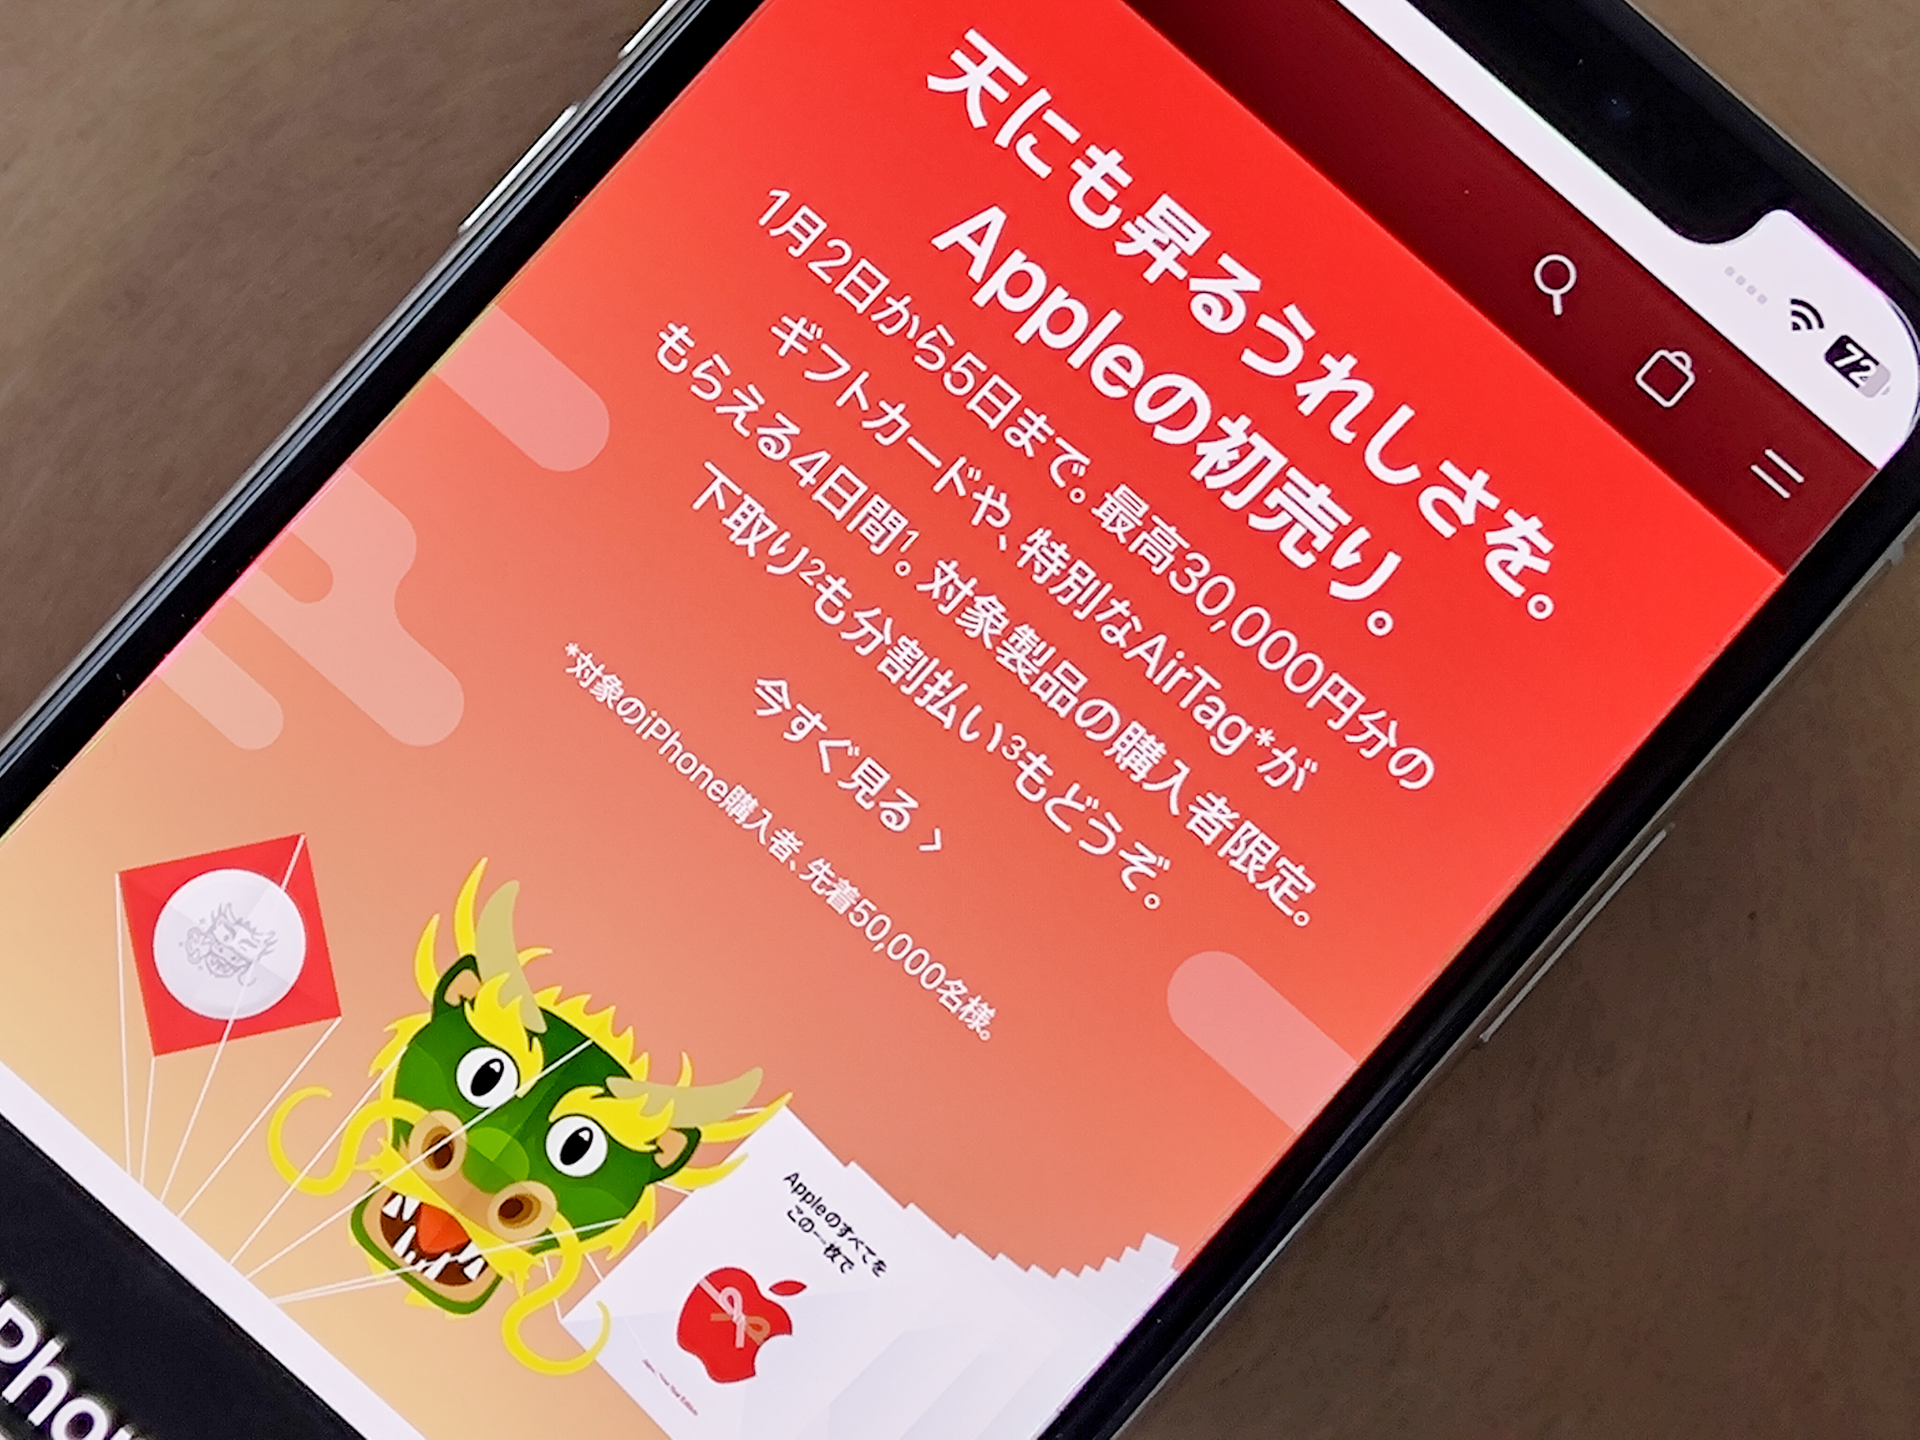 72
天にも昇るうれしさを。
Appleの初売り。
1月2日から5日まで。最高30,000円分の
ギフトカードや、特別なAirTag*が
もらえる4日間¹。対象製品の購入者限定。
下取り²も分割払い³もどうぞ。
今すぐ見る >
*対象のiPhone購入者、先着50,000名様。
Appleのすべてを
この一枚で